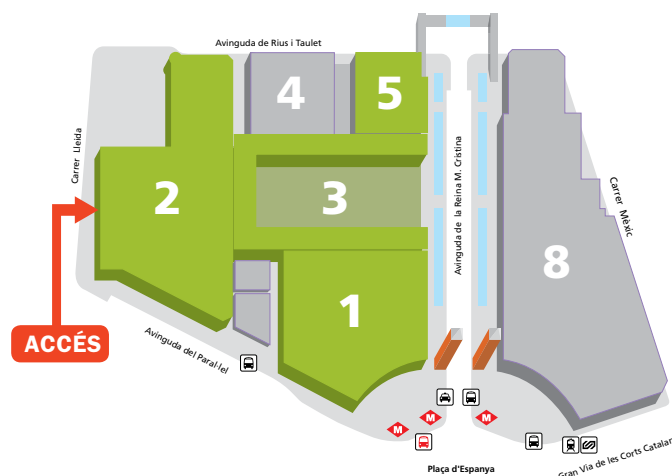 Avinguda de Rius i Taulet
4
5
Carrer Lleida
2
3
Avinguda de la Reina M. Cristina
Carrer Mèxic
8
1
ACCÉS
Avinguda del Paral·lel
M
M
M
Plaça d'Espanya
Gran Via de les Corts Catalan